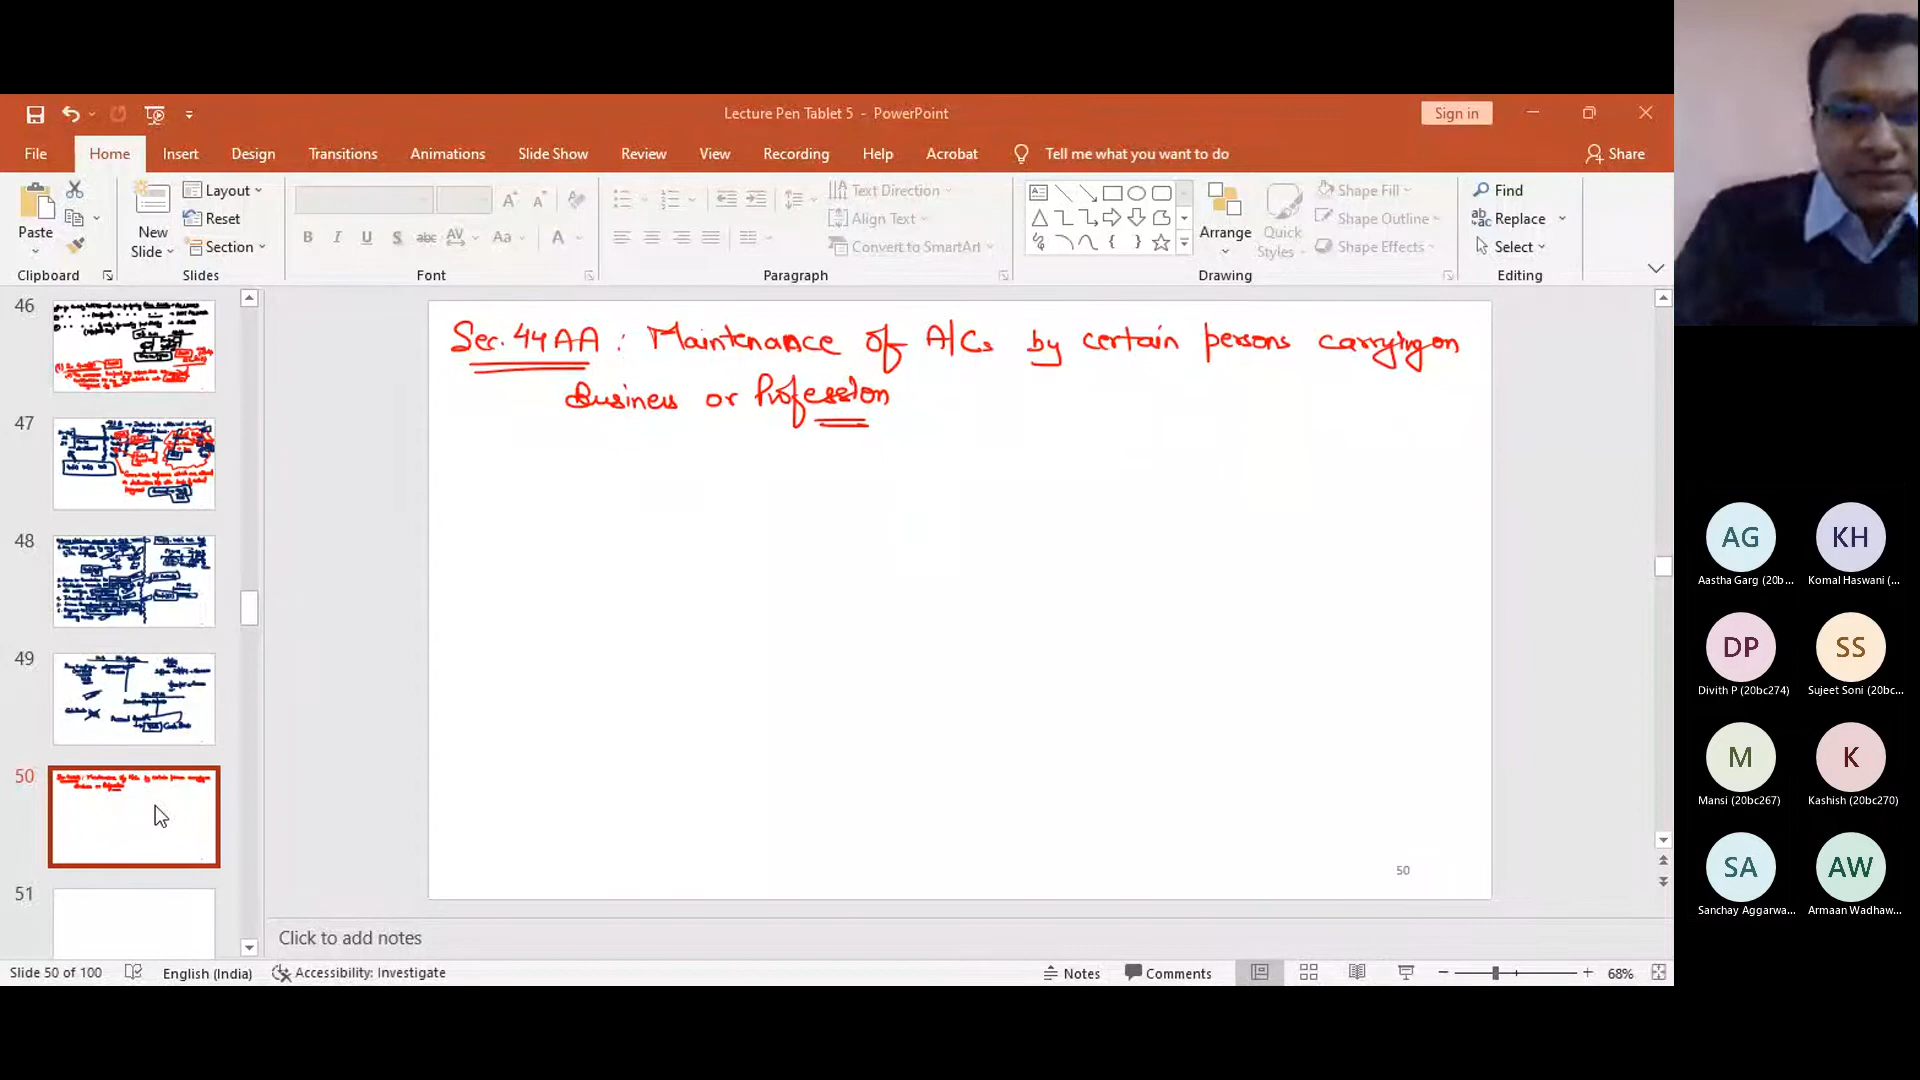 Lecture Pen Tablet 5 - PowerPoint
Sign in
File Home Insert Design Transitions Animations Slide Show Review View Recording Help Acrobat Tell me what you want to do Share
Paste
Clipboard
New Slide
Layout
Reset
Section
Slides
B I U S abc AV Aa A
Font
Text Direction
Align Text
Convert to SmartArt
Paragraph
Arrange
Quick Styles
Shape Fill
Shape Outline
Shape Effects
Drawing
Find
Replace
Select
Editing
46
47
48
49
50
51
Sec. 44AA : Maintenance of A/Cs by certain persons carrying on
Business or Profession
50
Click to add notes
Slide 50 of 100 English (India) Accessibility: Investigate Notes Comments 68%
AG KH
Aastha Garg (20b... Komal Haswani (...
DP SS
Divith P (20bc274) Sujeet Soni (20bc...
M K
Mansi (20bc267) Kashish (20bc270)
SA AW
Sanchay Aggarwa... Armaan Wadhaw...